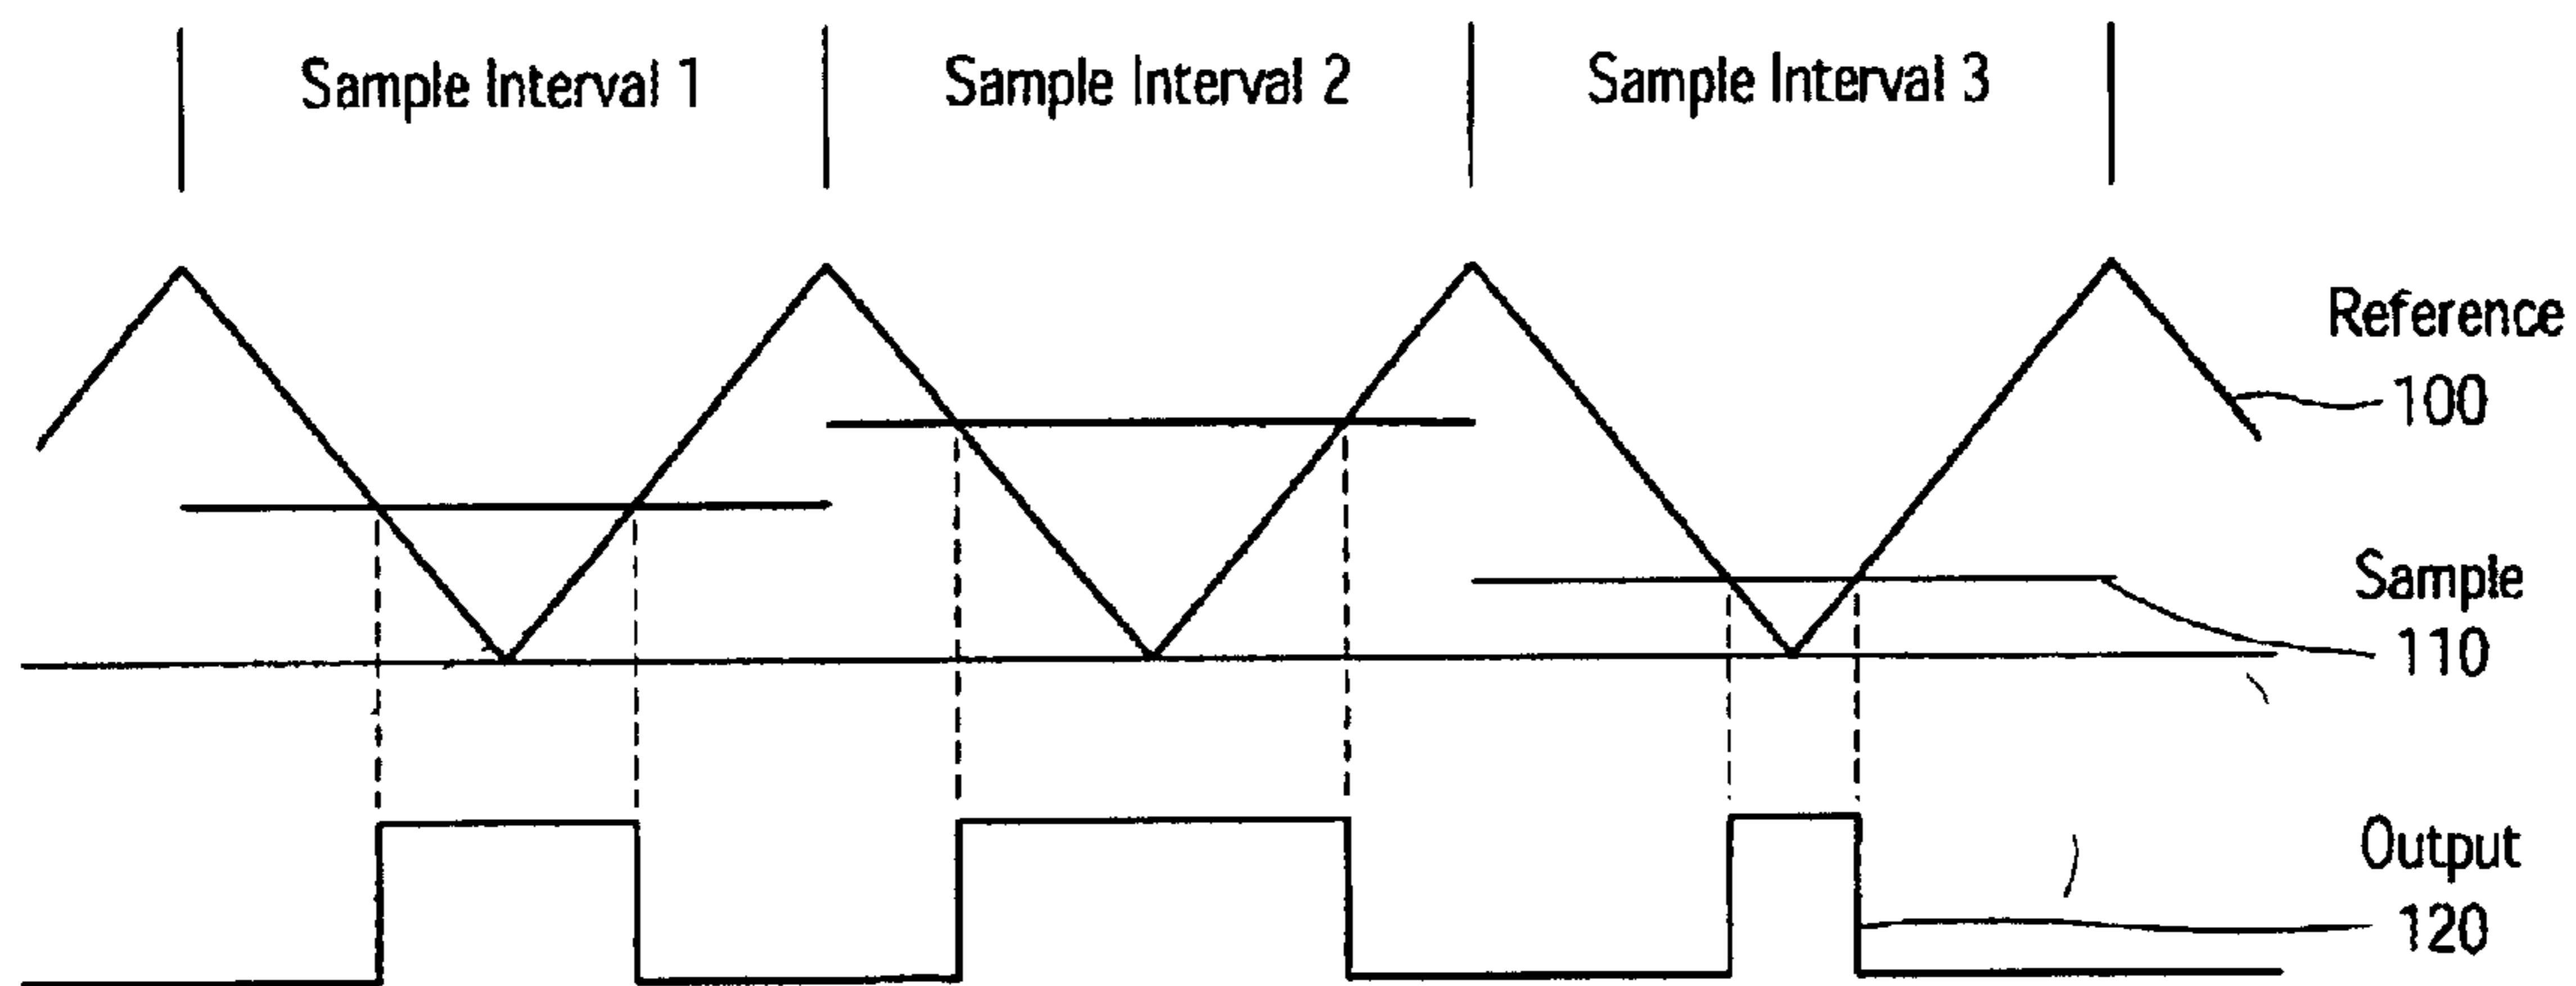 Sample Interval 1
Sample Interval 2
Sample Interval 3
Reference
100
Sample
110
Output
120